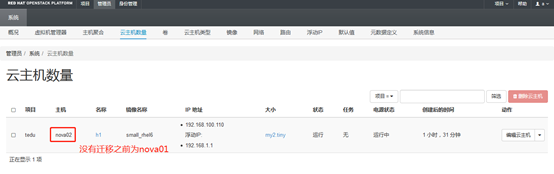 RED HAT OPENSTACK PLATFORM 项目 管理员 身份管理 项目 帮助
系统
概况 虚拟机管理器 主机聚合 云主机数量 卷 云主机类型 镜像 网络 路由 浮动IP 默认值 元数据定义 系统信息
管理员 / 系统 / 云主机数量
云主机数量
项目 = 筛选 删除云主机
项目 主机 名称 镜像名称 IP 地址 大小 状态 任务 电源状态 创建后的时间 动作
192.168.100.110
tedu nova02 h1 small_rhel6 浮动IP: my2 tiny 运行 无 运行中 1 小时，31 分钟 编辑云主机
192.168.1.1
没有迁移之前为nova01
正在显示 1 项